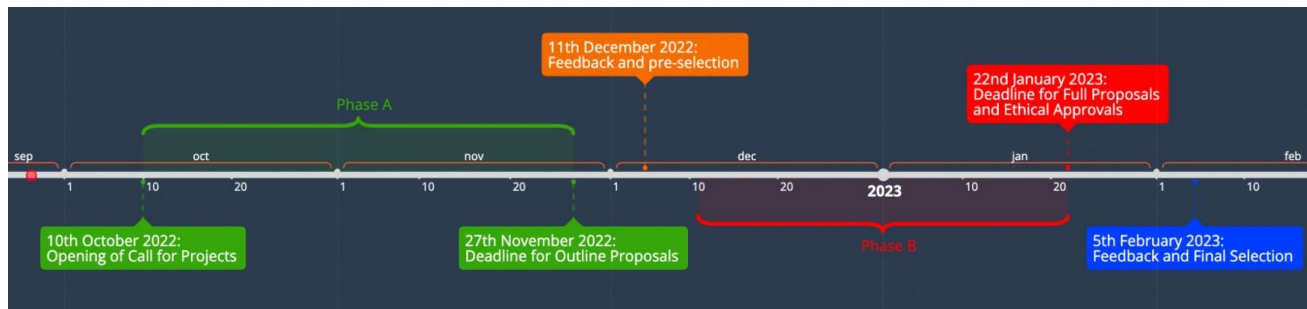 11th December 2022:
Feedback and pre-selection
22nd January 2023:
Deadline for Full Proposals
and Ethical Approvals
Phase A
sep oct nov dec jan feb
1 10 20 1 10 20 1 10 20 2023 10 20 1 10
10th October 2022:
Opening of Call for Projects
27th November 2022:
Deadline for Outline Proposals
Phase B
5th February 2023:
Feedback and Final Selection